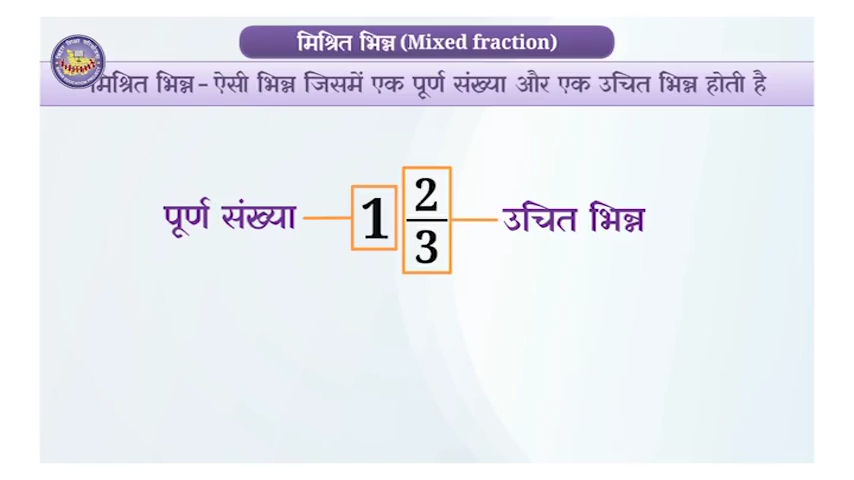 मिश्रित भिन्न (Mixed fraction)
मिश्रित भिन्न - ऐसी भिन्न जिसमें एक पूर्ण संख्या और एक उचित भिन्न होती है
पूर्ण संख्या 1 2/3 उचित भिन्न